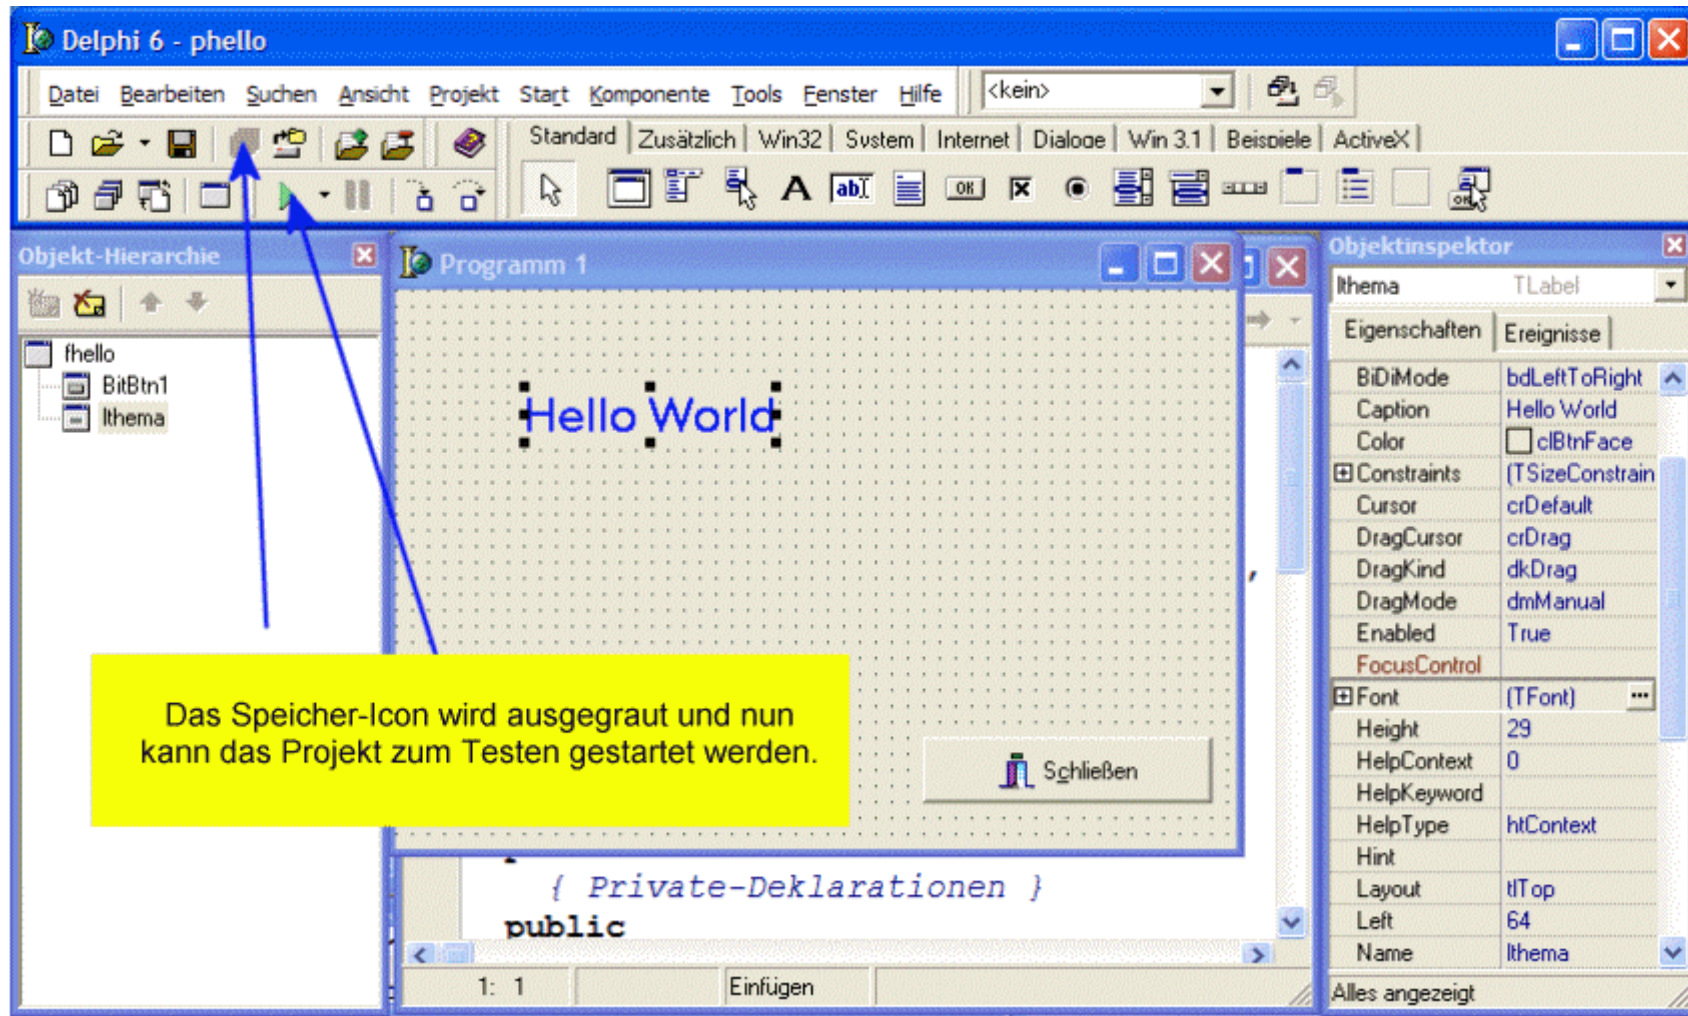 Delphi 6 - phello
Datei Bearbeiten Suchen Ansicht Projekt Start Komponente Tools Fenster Hilfe <kein>
Standard Zusätzlich Win32 System Internet Dialoge Win 3.1 Beispiele ActiveX
A abI OK
Objekt-Hierarchie
fhello
BitBtn1
lthema
Programm 1
Hello World
Schließen
Das Speicher-Icon wird ausgegraut und nun
kann das Projekt zum Testen gestartet werden.
{ Private-Deklarationen }
public
1: 1 Einfügen
Objektinspektor
lthema TLabel
Eigenschaften Ereignisse
BiDiMode bdLeftToRight
Caption Hello World
Color clBtnFace
Constraints (TSizeConstrain
Cursor crDefault
DragCursor crDrag
DragKind dkDrag
DragMode dmManual
Enabled True
FocusControl
Font (TFont) ...
Height 29
HelpContext 0
HelpKeyword
HelpType htContext
Hint
Layout tlTop
Left 64
Name lthema
Alles angezeigt